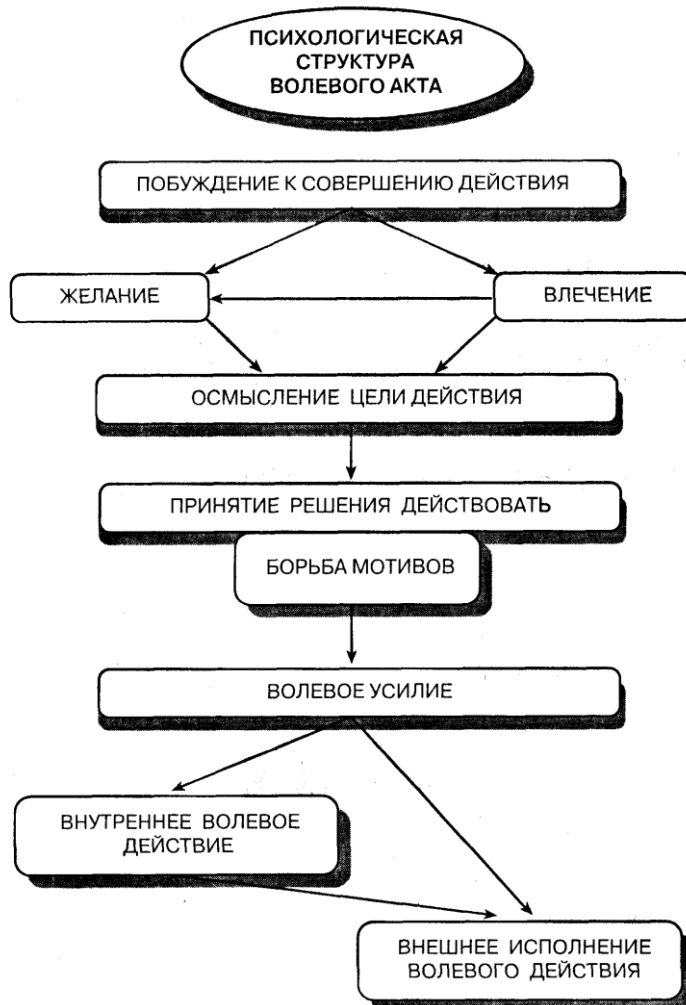 ПСИХОЛОГИЧЕСКАЯ
СТРУКТУРА
ВОЛЕВОГО АКТА
ПОБУЖДЕНИЕ К СОВЕРШЕНИЮ ДЕЙСТВИЯ
ЖЕЛАНИЕ
ВЛЕЧЕНИЕ
ОСМЫСЛЕНИЕ ЦЕЛИ ДЕЙСТВИЯ
ПРИНЯТИЕ РЕШЕНИЯ ДЕЙСТВОВАТЬ
БОРЬБА МОТИВОВ
ВОЛЕВОЕ УСИЛИЕ
ВНУТРЕННЕЕ ВОЛЕВОЕ
ДЕЙСТВИЕ
ВНЕШНЕЕ ИСПОЛНЕНИЕ
ВОЛЕВОГО ДЕЙСТВИЯ